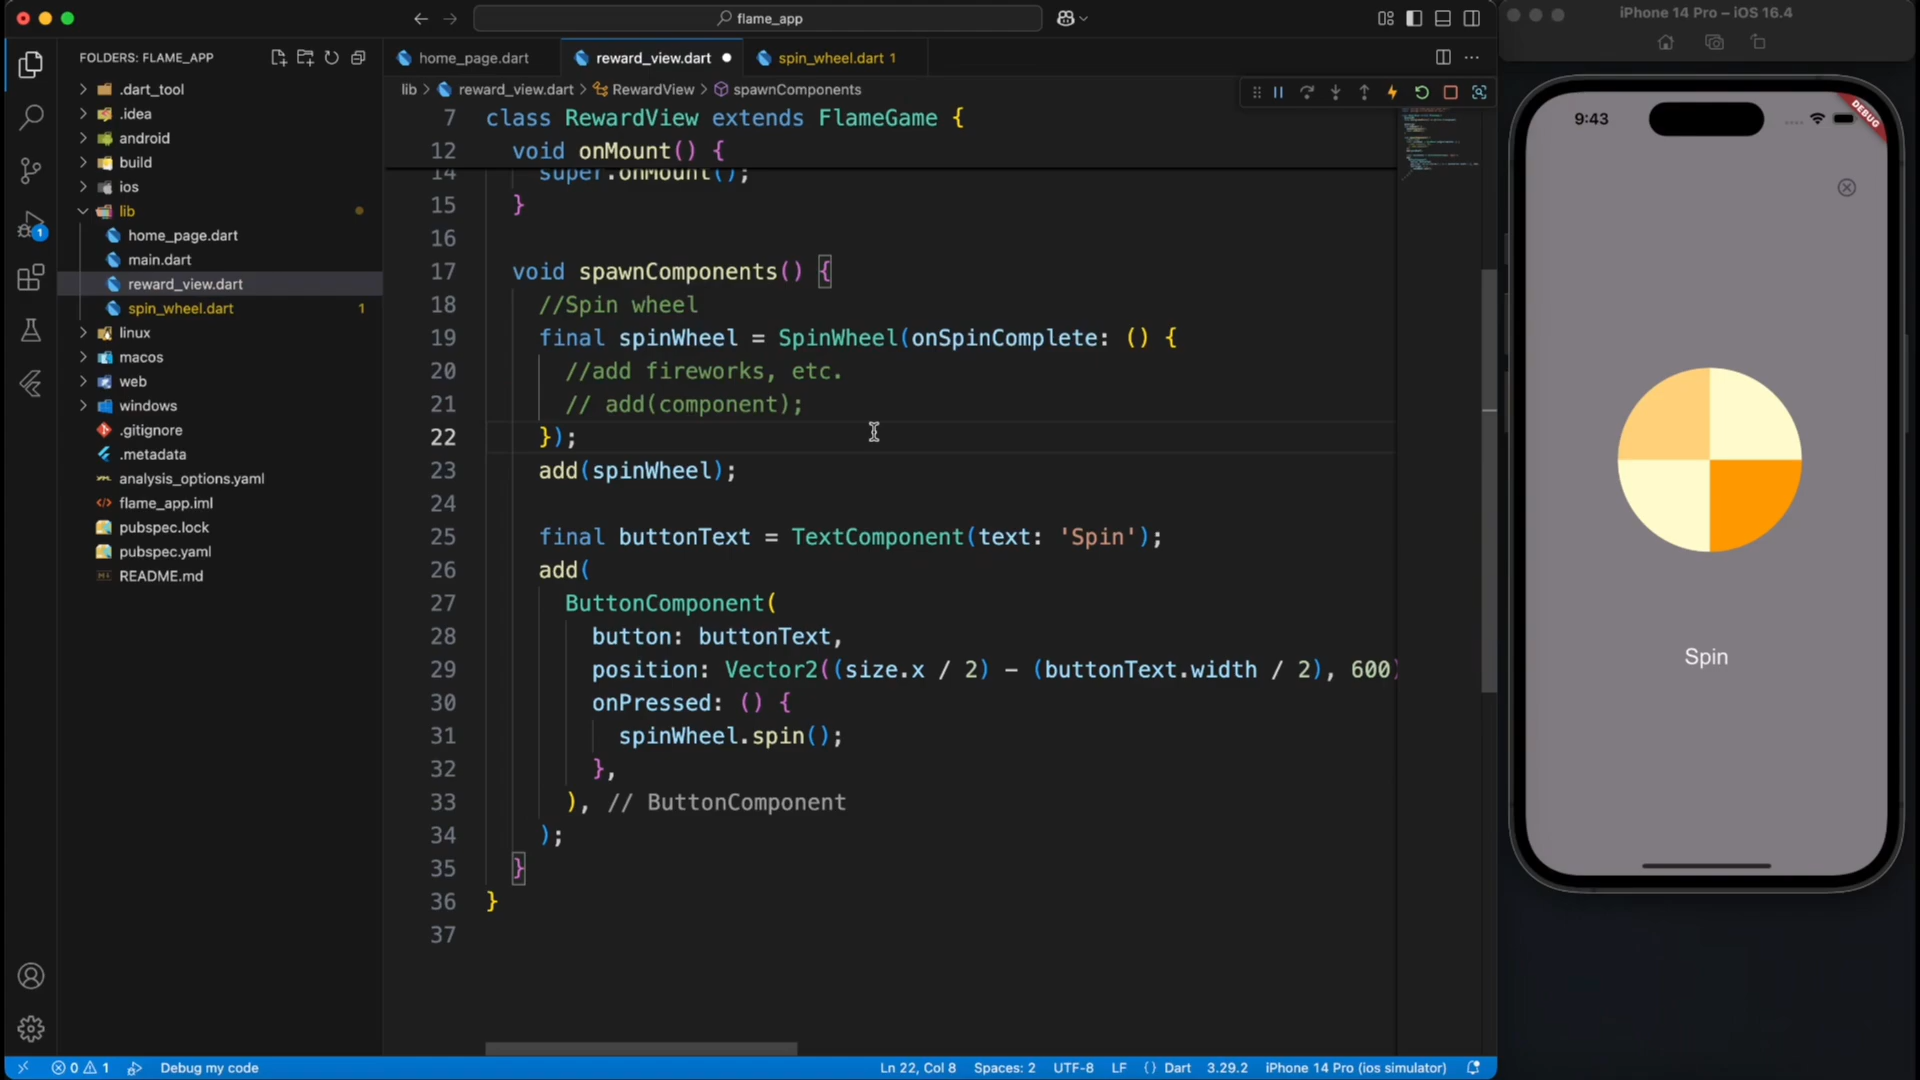 flame_app
iPhone 14 Pro – iOS 16.4
FOLDERS: FLAME_APP
.dart_tool
.idea
android
build
ios
lib
home_page.dart
main.dart
reward_view.dart
spin_wheel.dart 1
linux
macos
web
windows
.gitignore
.metadata
analysis_options.yaml
flame_app.iml
pubspec.lock
pubspec.yaml
README.md
1
home_page.dart reward_view.dart spin_wheel.dart 1
lib > reward_view.dart > RewardView > spawnComponents
7 class RewardView extends FlameGame {
12 void onMount() {
14 super.onMount();
15 }
16
17 void spawnComponents() {
18 //Spin wheel
19 final spinWheel = SpinWheel(onSpinComplete: () {
20 //add fireworks, etc.
21 // add(component);
22 });
23 add(spinWheel);
24
25 final buttonText = TextComponent(text: 'Spin');
26 add(
27 ButtonComponent(
28 button: buttonText,
29 position: Vector2((size.x / 2) - (buttonText.width / 2), 600)
30 onPressed: () {
31 spinWheel.spin();
32 },
33 ), // ButtonComponent
34 );
35 }
36 }
37
9:43
DEBUG
Spin
0 1 Debug my code
Ln 22, Col 8 Spaces: 2 UTF-8 LF {} Dart 3.29.2 iPhone 14 Pro (ios simulator)